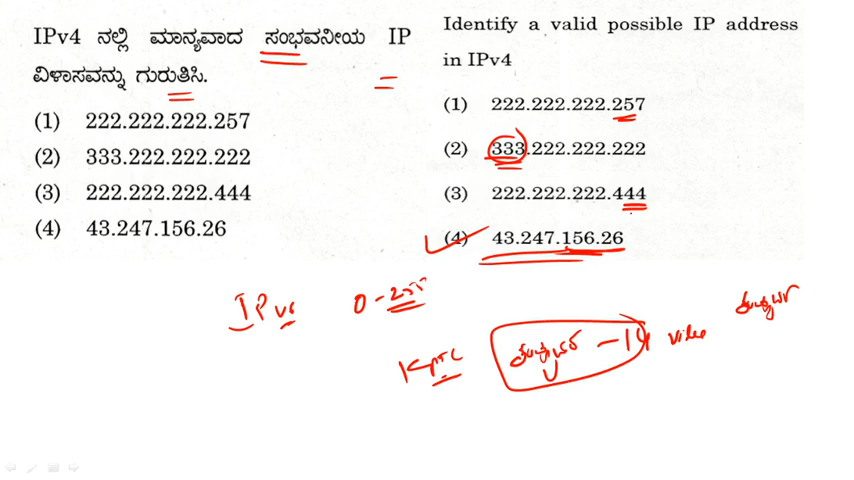 IPv4 ನಲ್ಲಿ ಮಾನ್ಯವಾದ ಸಂಭವನೀಯ IP
ವಿಳಾಸವನ್ನು ಗುರುತಿಸಿ.
(1) 222.222.222.257
(2) 333.222.222.222
(3) 222.222.222.444
(4) 43.247.156.26
Identify a valid possible IP address
in IPv4
(1) 222.222.222.257
(2) 333.222.222.222
(3) 222.222.222.444
(4) 43.247.156.26
0-255
- 14 video